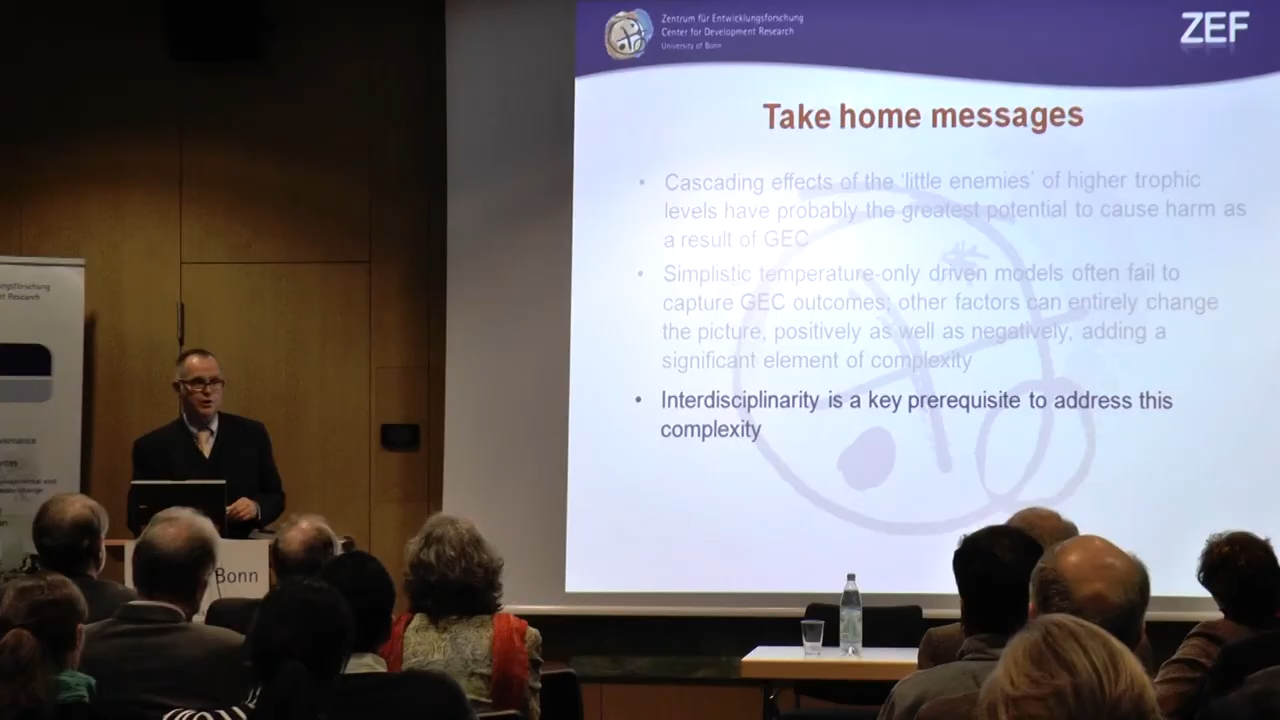 Zentrum für Entwicklungsforschung
Center for Development Research
University of Bonn
ZEF
Take home messages
• Cascading effects of the 'little enemies' of higher trophic
levels have probably the greatest potential to cause harm as
a result of GEC
• Simplistic temperature-only driven models often fail to
capture GEC outcomes; other factors can entirely change
the picture, positively as well as negatively, adding a
significant element of complexity
• Interdisciplinarity is a key prerequisite to address this
complexity
Bonn